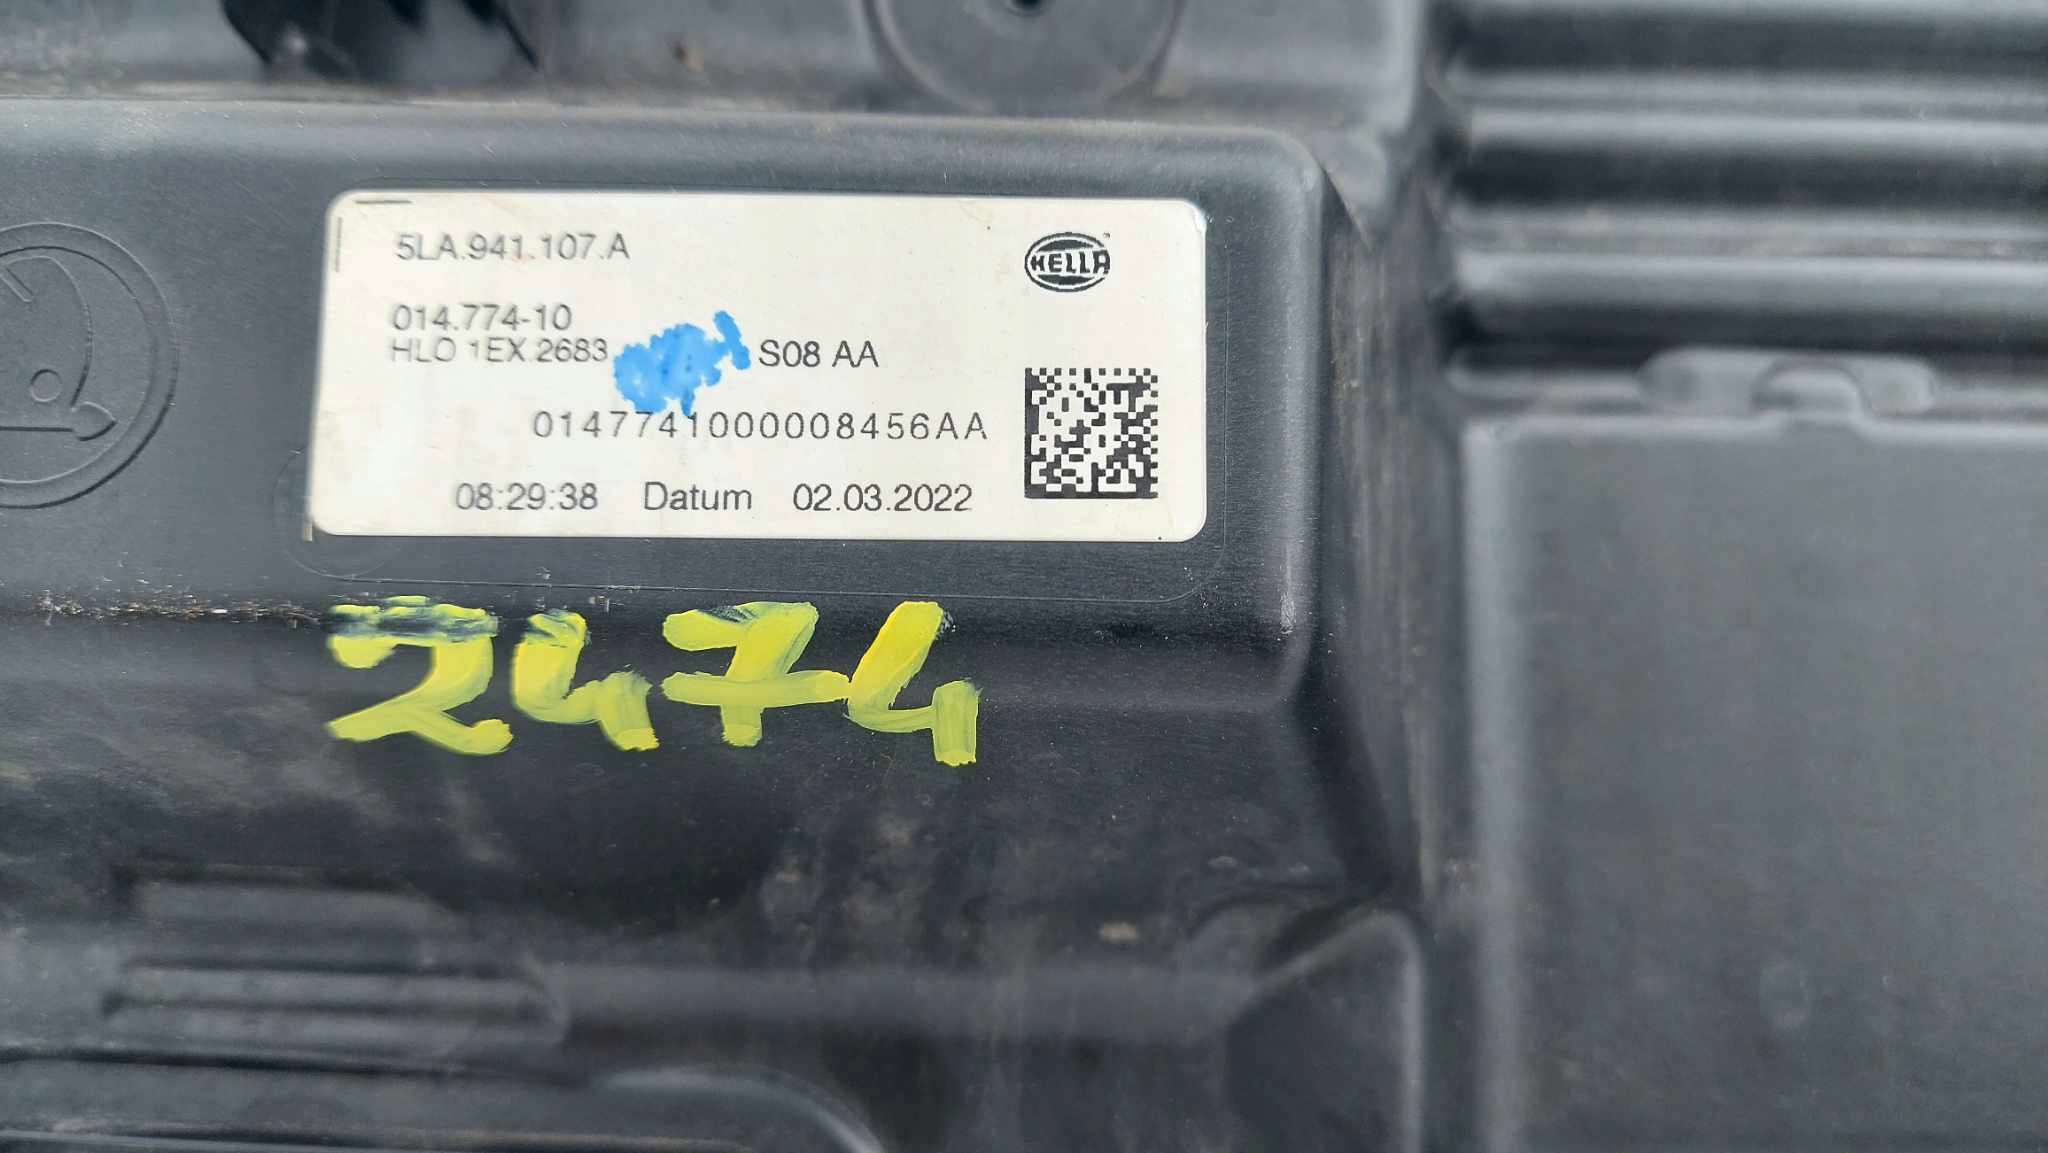 5LA.941.107.A
HELLA
014.774-10
HLO 1EX 2683 S08 AA
0147741000008456AA
08:29:38 Datum 02.03.2022
2474